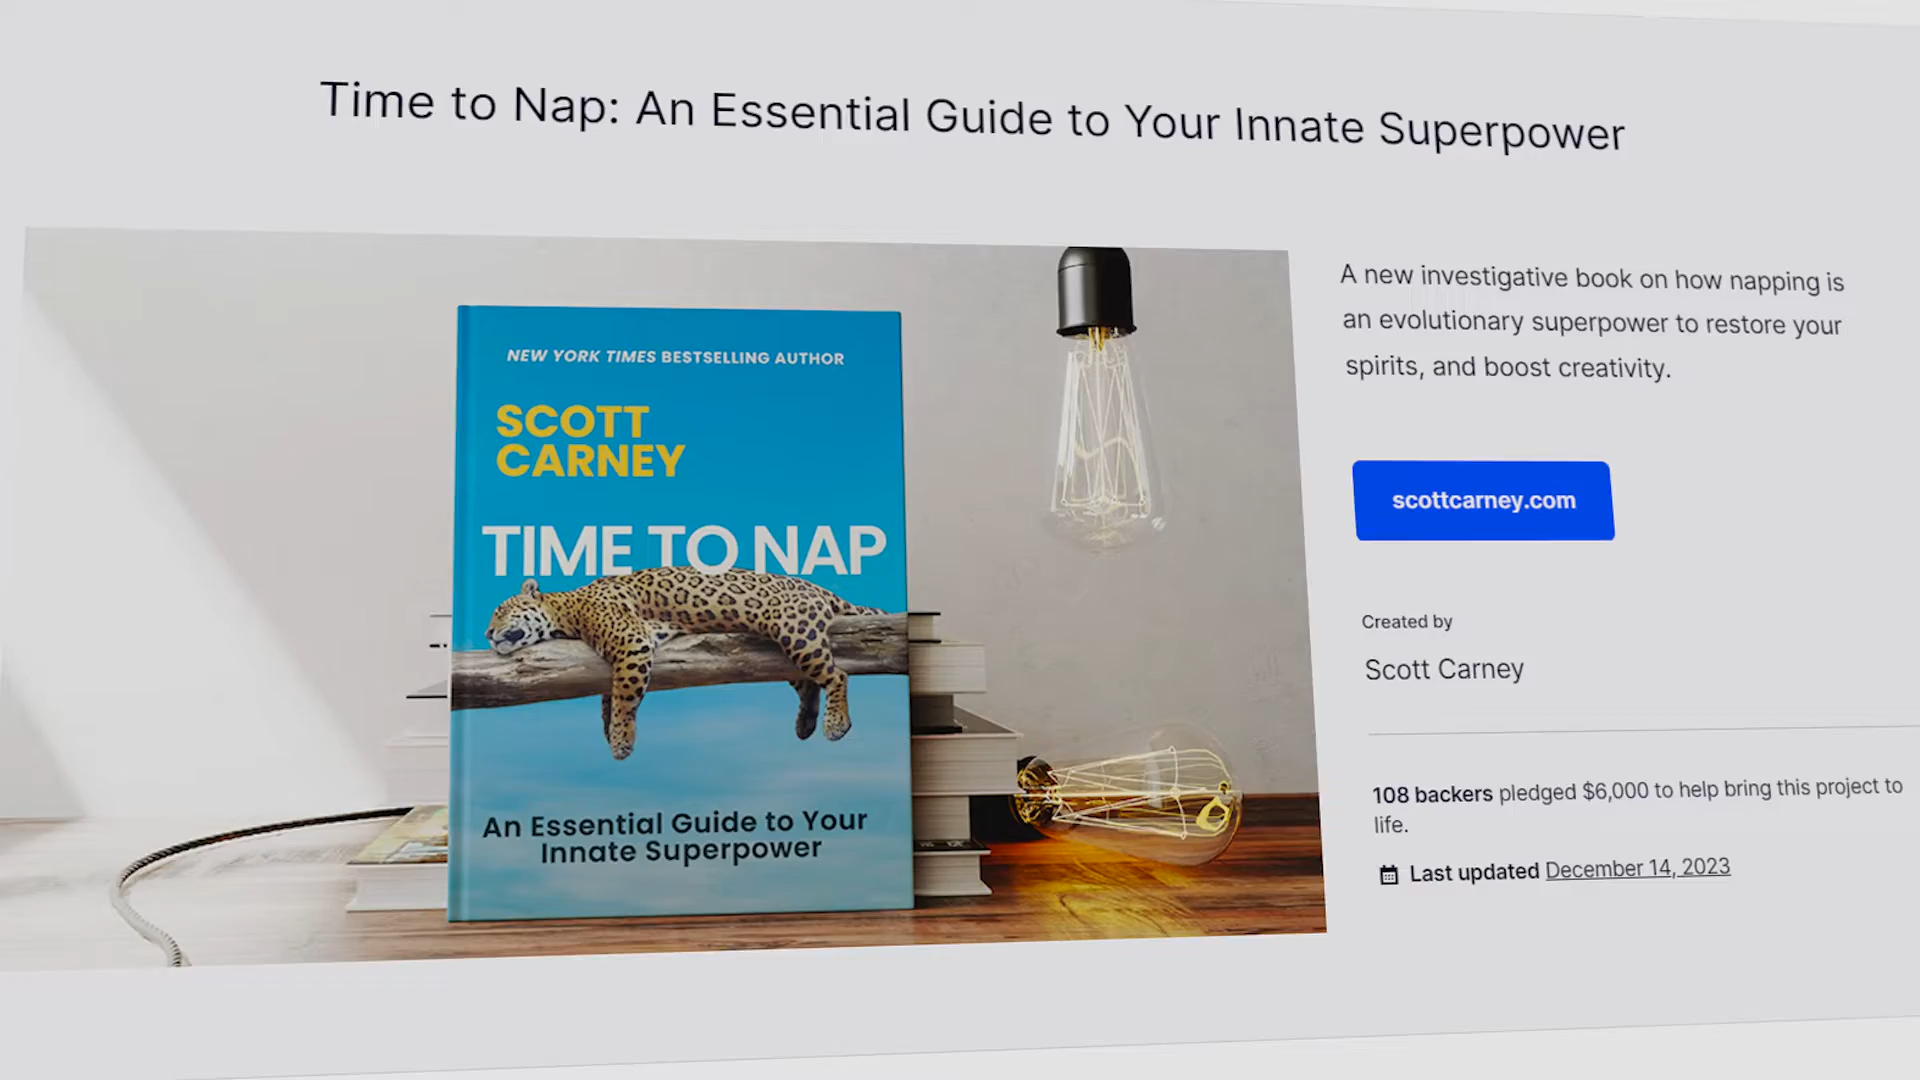 Time to Nap: An Essential Guide to Your Innate Superpower
NEW YORK TIMES BESTSELLING AUTHOR
SCOTT
CARNEY
TIME TO NAP
An Essential Guide to Your
Innate Superpower
A new investigative book on how napping is
an evolutionary superpower to restore your
spirits, and boost creativity.
scottcarney.com
Created by
Scott Carney
108 backers pledged $6,000 to help bring this project to
life.
Last updated December 14, 2023